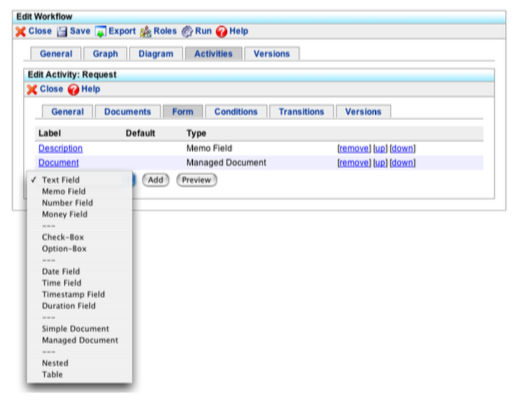 Edit Workflow
Close Save Export Roles Run Help
General Graph Diagram Activities Versions
Edit Activity: Request
Close Help
General Documents Form Conditions Transitions Versions
Label Default Type
Description Memo Field [remove] [up] [down]
Document Managed Document [remove] [up] [down]
✓ Text Field Add Preview
Memo Field
Number Field
Money Field
---
Check-Box
Option-Box
---
Date Field
Time Field
Timestamp Field
Duration Field
---
Simple Document
Managed Document
---
Nested
Table